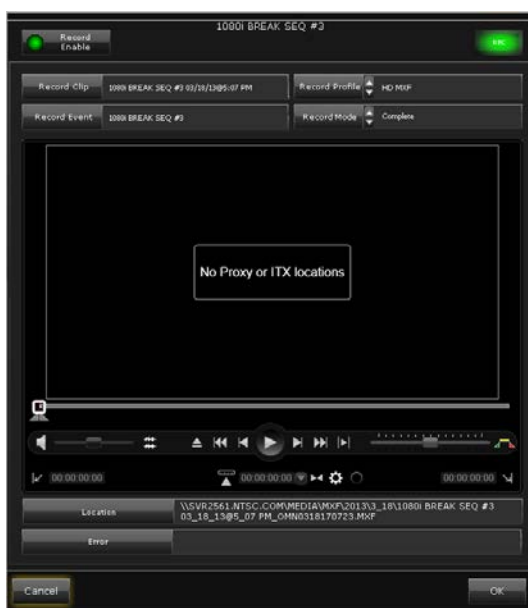 1080i BREAK SEQ #3
Record
Enable
Record Clip
1080i BREAK SEQ #3 03/18/13@5:07 PM
Record Profile
HD MXF
Record Event
1080i BREAK SEQ #3
Record Mode
Complete
No Proxy or ITX locations
00:00:00:00
00:00:00:00
00:00:00:00
Location
\\SVR2561.NTSC.COM\MEDIA\MXF\2013\3_18\1080i BREAK SEQ #3
03_18_13@5_07 PM_OMN0318170723.MXF
Error
Cancel
OK